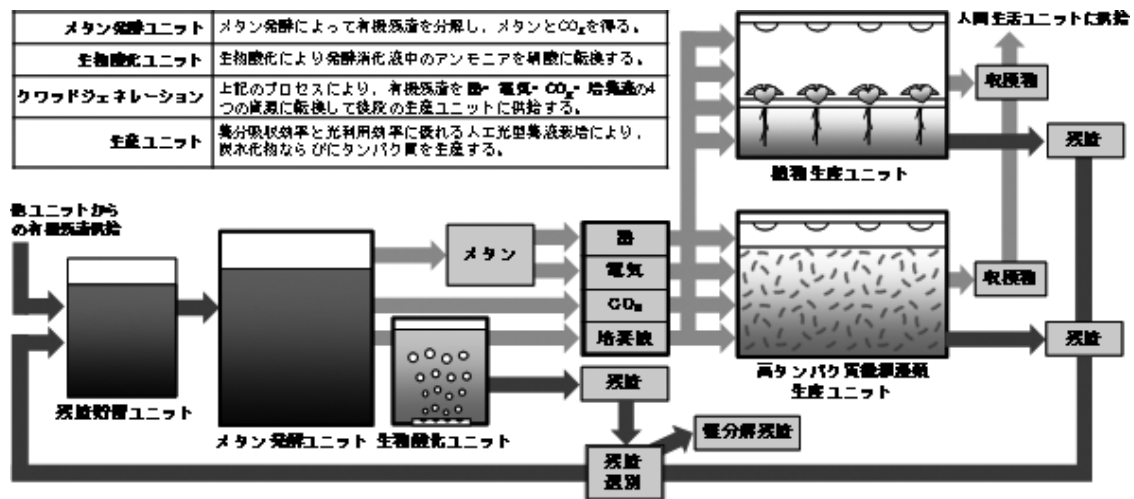 メタン発酵ユニット
メタン発酵によって有機残渣を分解し、メタンとCO₂を得る。
生物酸化ユニット
生物酸化により発酵消化液中のアンモニアを硝酸に転換する。
クワッドジェネレーション
上記のプロセスにより、有機残渣を熱・電気・CO₂・培養液の4
つの資源に転換して後段の生産ユニットに供給する。
生産ユニット
養分吸収効率と光利用効率に優れる人工光型養液栽培により、
炭水化物ならびにタンパク質を生産する。
人間生活ユニットに供給
収穫物
残渣
植物生産ユニット
他ユニットから
の有機残渣供給
メタン
熱
電気
CO₂
培養液
収穫物
残渣
高タンパク質微細藻類
生産ユニット
残渣貯留ユニット
メタン発酵ユニット
生物酸化ユニット
残渣
難分解残渣
残渣
選別